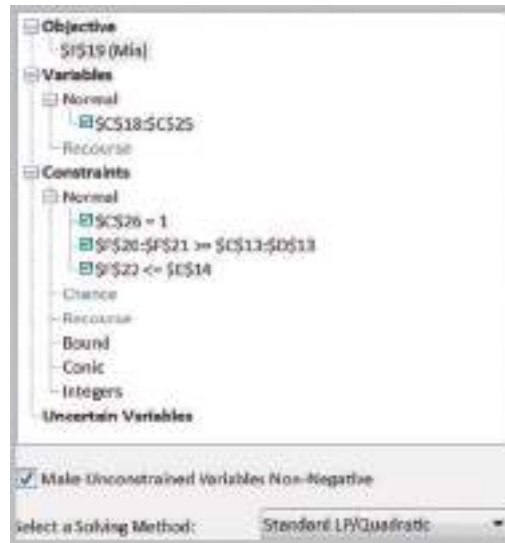 Objective
$F$19 (Min)
Variables
Normal
$C$18:$C$25
Recourse
Constraints
Normal
$C$26 = 1
$F$20:$F$21 >= $C$13:$D$13
$F$22 <= $E$14
Chance
Recourse
Bound
Conic
Integers
Uncertain Variables
Make Unconstrained Variables Non-Negative
Select a Solving Method: Standard LP/Quadratic